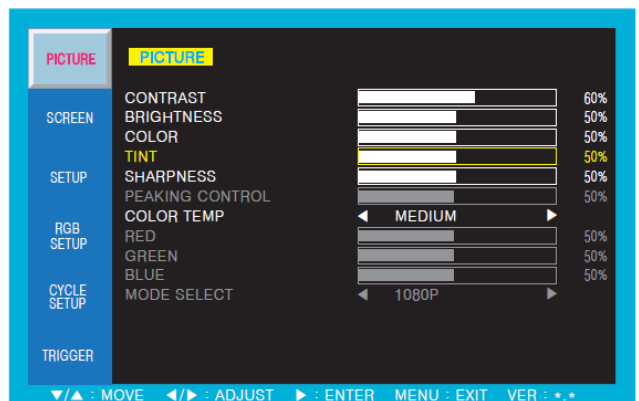 PICTURE
SCREEN
SETUP
RGB
SETUP
CYCLE
SETUP
TRIGGER
PICTURE
CONTRAST 60%
BRIGHTNESS 50%
COLOR 50%
TINT 50%
SHARPNESS 50%
PEAKING CONTROL 50%
COLOR TEMP ◀ MEDIUM ▶
RED 50%
GREEN 50%
BLUE 50%
MODE SELECT ◀ 1080P ▶
▼/▲ : MOVE ◀/▶ : ADJUST ▶ : ENTER MENU : EXIT VER : *.*